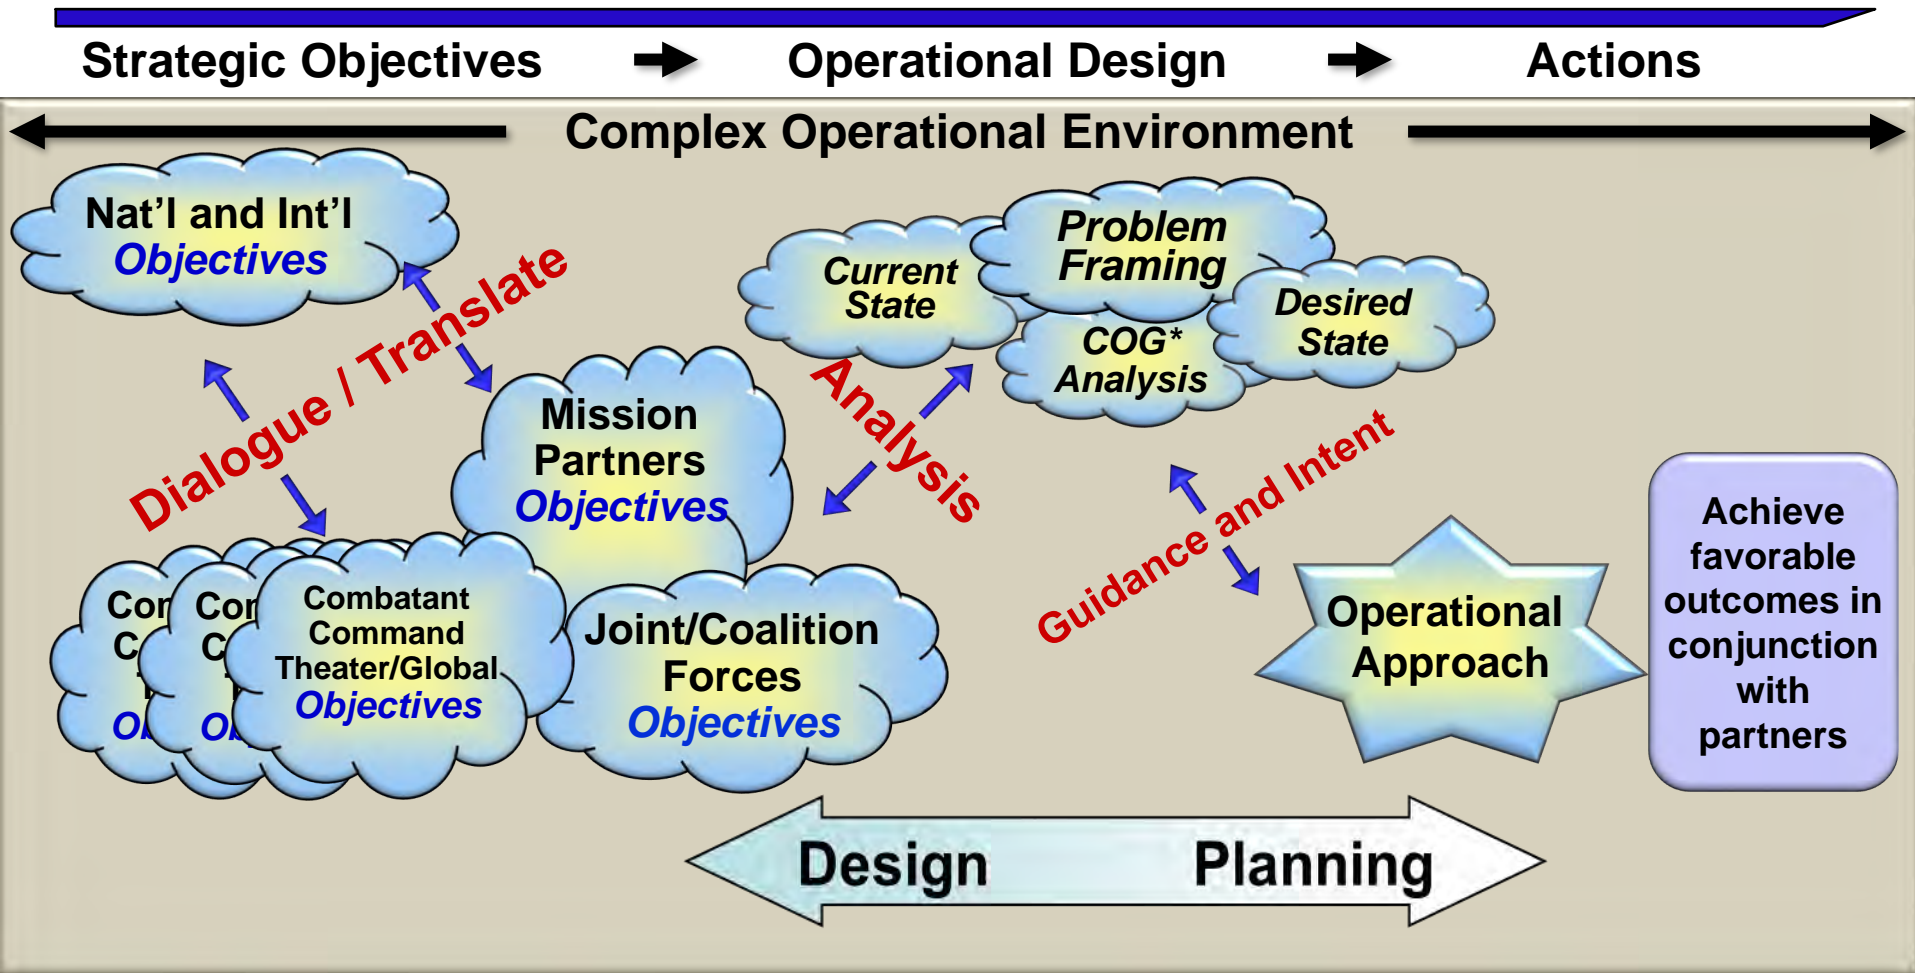 Strategic Objectives
Operational Design
Actions
Complex Operational Environment
Nat'l and Int'l
Objectives
Dialogue / Translate
Mission
Partners
Objectives
Combatant
Command
Theater/Global
Objectives
Joint/Coalition
Forces
Objectives
Analysis
Current
State
Problem
Framing
COG*
Analysis
Desired
State
Guidance and Intent
Operational
Approach
Achieve
favorable
outcomes in
conjunction
with
partners
Design
Planning